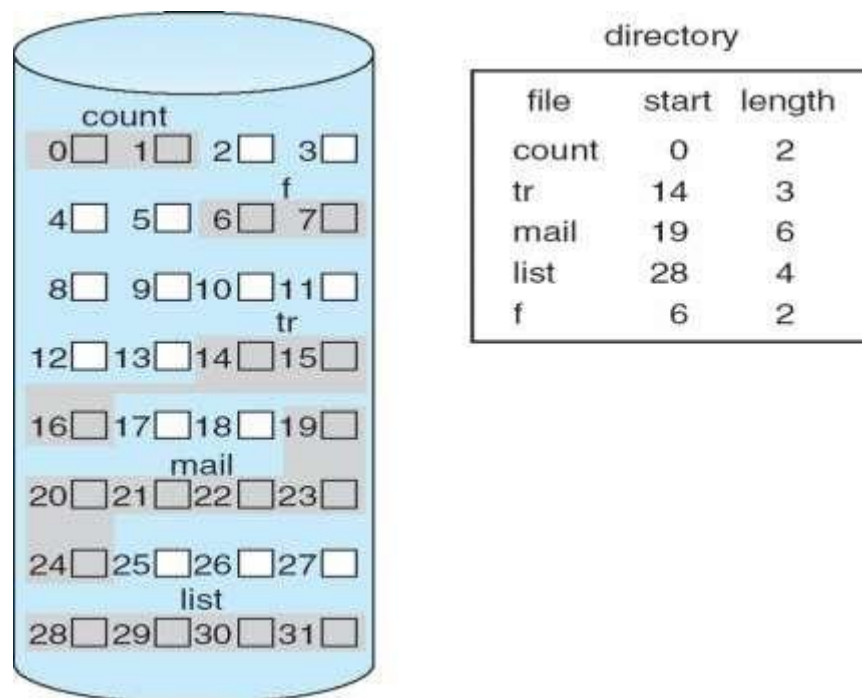 count
0 1 2 3
f
4 5 6 7
8 9 10 11
tr
12 13 14 15
16 17 18 19
mail
20 21 22 23
24 25 26 27
list
28 29 30 31
directory
file start length
count 0 2
tr 14 3
mail 19 6
list 28 4
f 6 2